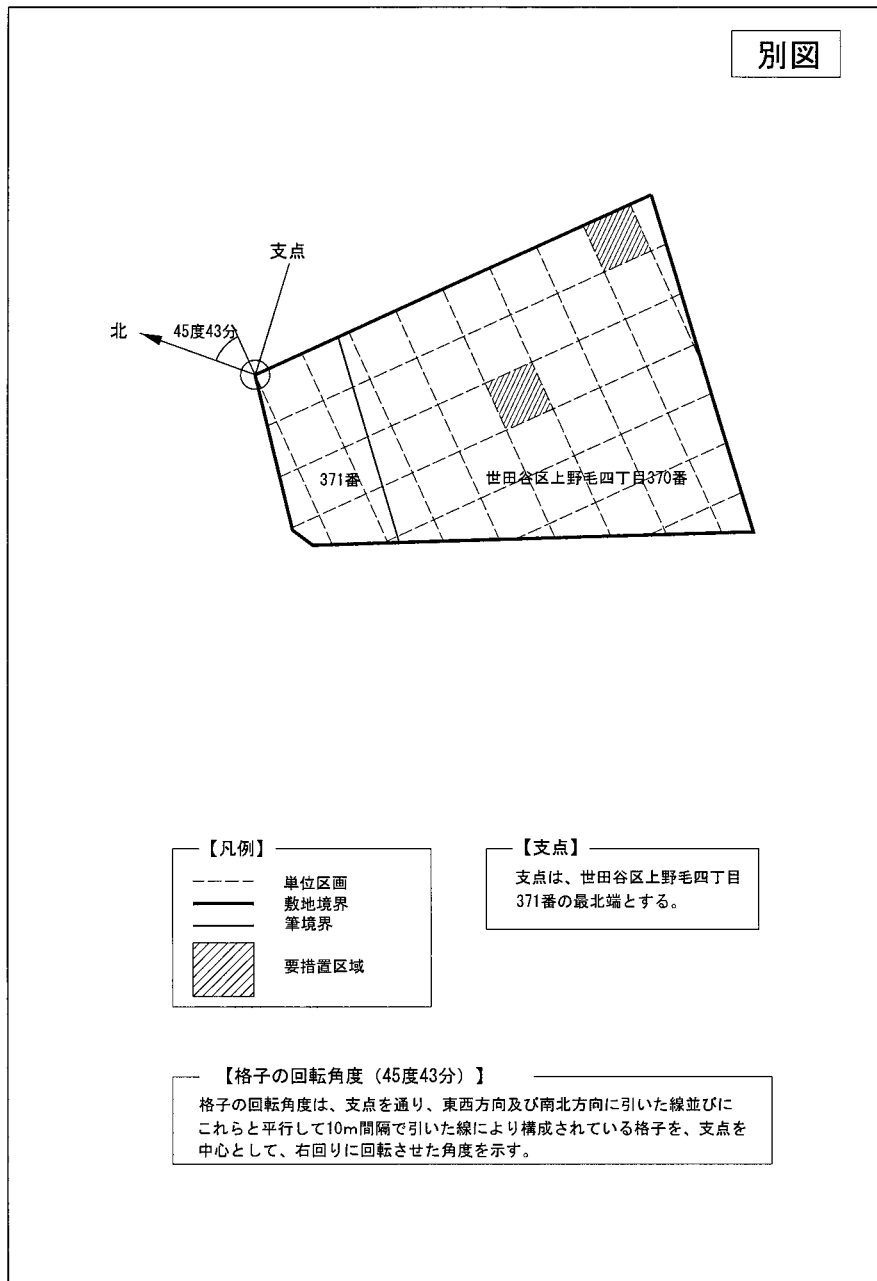 別図
支点
北
45度43分
371番
世田谷区上野毛四丁目370番
【凡例】
単位区画
敷地境界
筆境界
要措置区域
【支点】
支点は、世田谷区上野毛四丁目
371番の最北端とする。
【格子の回転角度（45度43分）】
格子の回転角度は、支点を通り、東西方向及び南北方向に引いた線並びに
これらと平行して10m間隔で引いた線により構成されている格子を、支点を
中心として、右回りに回転させた角度を示す。